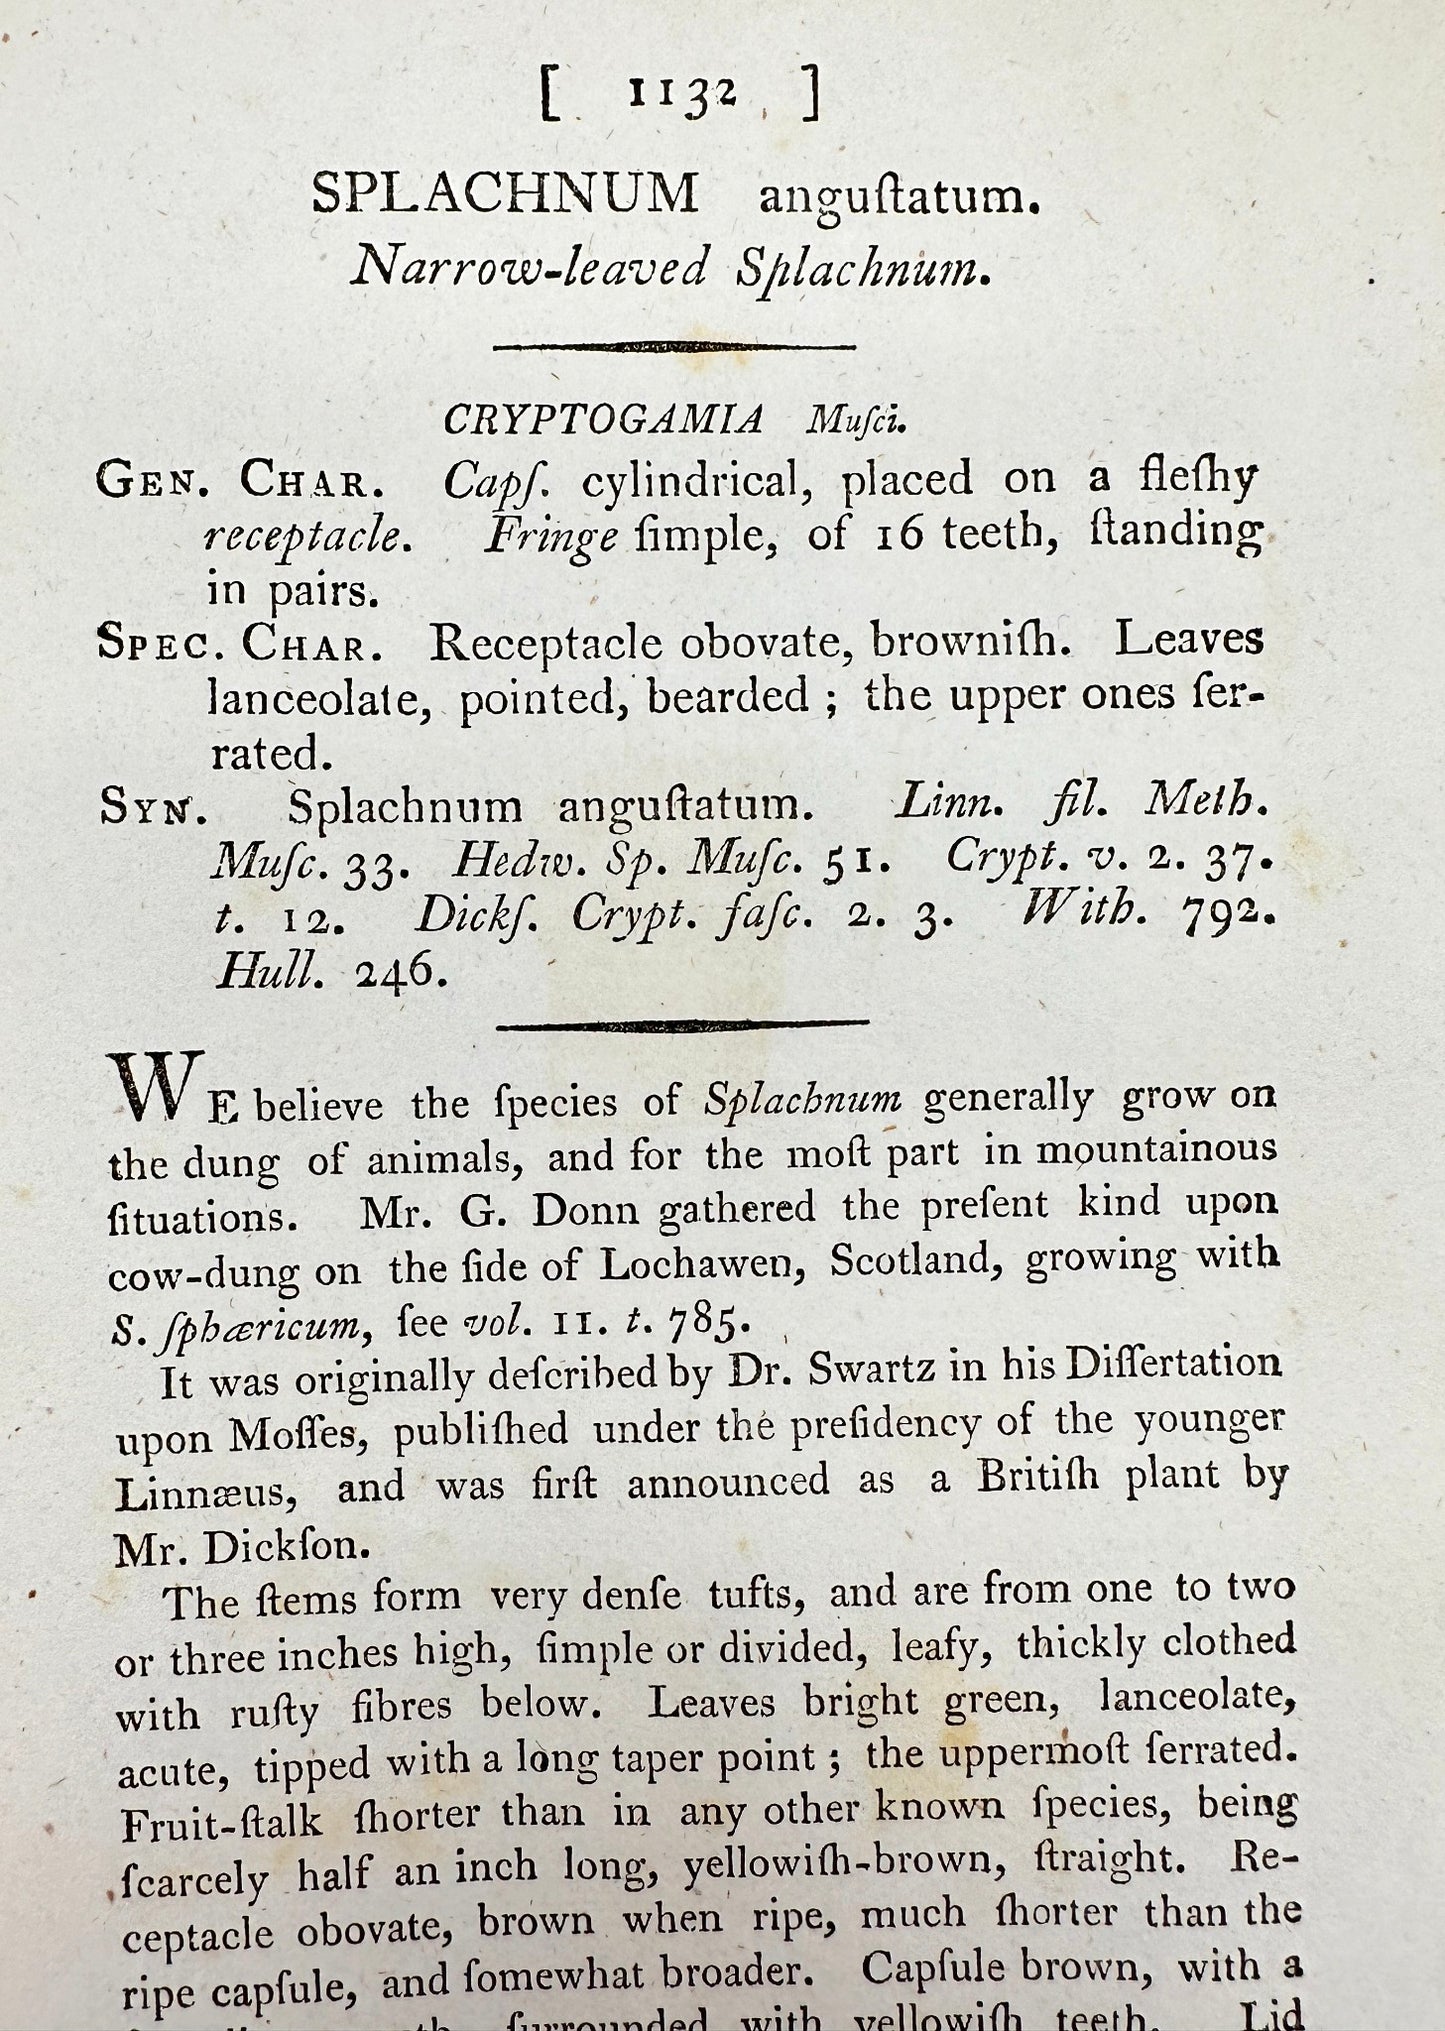 [ 1132 ]
SPLACHNUM anguſtatum.
Narrow-leaved Splachnum.
CRYPTOGAMIA Muſci.
GEN. CHAR. Capſ. cylindrical, placed on a fleſhy
receptacle. Fringe ſimple, of 16 teeth, ſtanding
in pairs.
SPEC. CHAR. Receptacle obovate, browniſh. Leaves
lanceolate, pointed, bearded ; the upper ones ſer-
rated.
SYN. Splachnum anguſtatum. Linn. fil. Meth.
Muſc. 33. Hedw. Sp. Muſc. 51. Crypt. v. 2. 37.
t. 12. Dickſ. Crypt. faſc. 2. 3. With. 792.
Hull. 246.
WE believe the ſpecies of Splachnum generally grow on
the dung of animals, and for the moſt part in mountainous
ſituations. Mr. G. Donn gathered the preſent kind upon
cow-dung on the ſide of Lochawen, Scotland, growing with
S. ſphæricum, ſee vol. 11. t. 785.
It was originally deſcribed by Dr. Swartz in his Diſſertation
upon Moſſes, publiſhed under the preſidency of the younger
Linnæus, and was firſt announced as a Britiſh plant by
Mr. Dickſon.
The ſtems form very denſe tufts, and are from one to two
or three inches high, ſimple or divided, leafy, thickly clothed
with ruſty fibres below. Leaves bright green, lanceolate,
acute, tipped with a long taper point ; the uppermoſt ſerrated.
Fruit-ſtalk ſhorter than in any other known ſpecies, being
ſcarcely half an inch long, yellowiſh-brown, ſtraight. Re-
ceptacle obovate, brown when ripe, much ſhorter than the
ripe capſule, and ſomewhat broader. Capſule brown, with a
ſurrounded with yellowiſh teeth. Lid